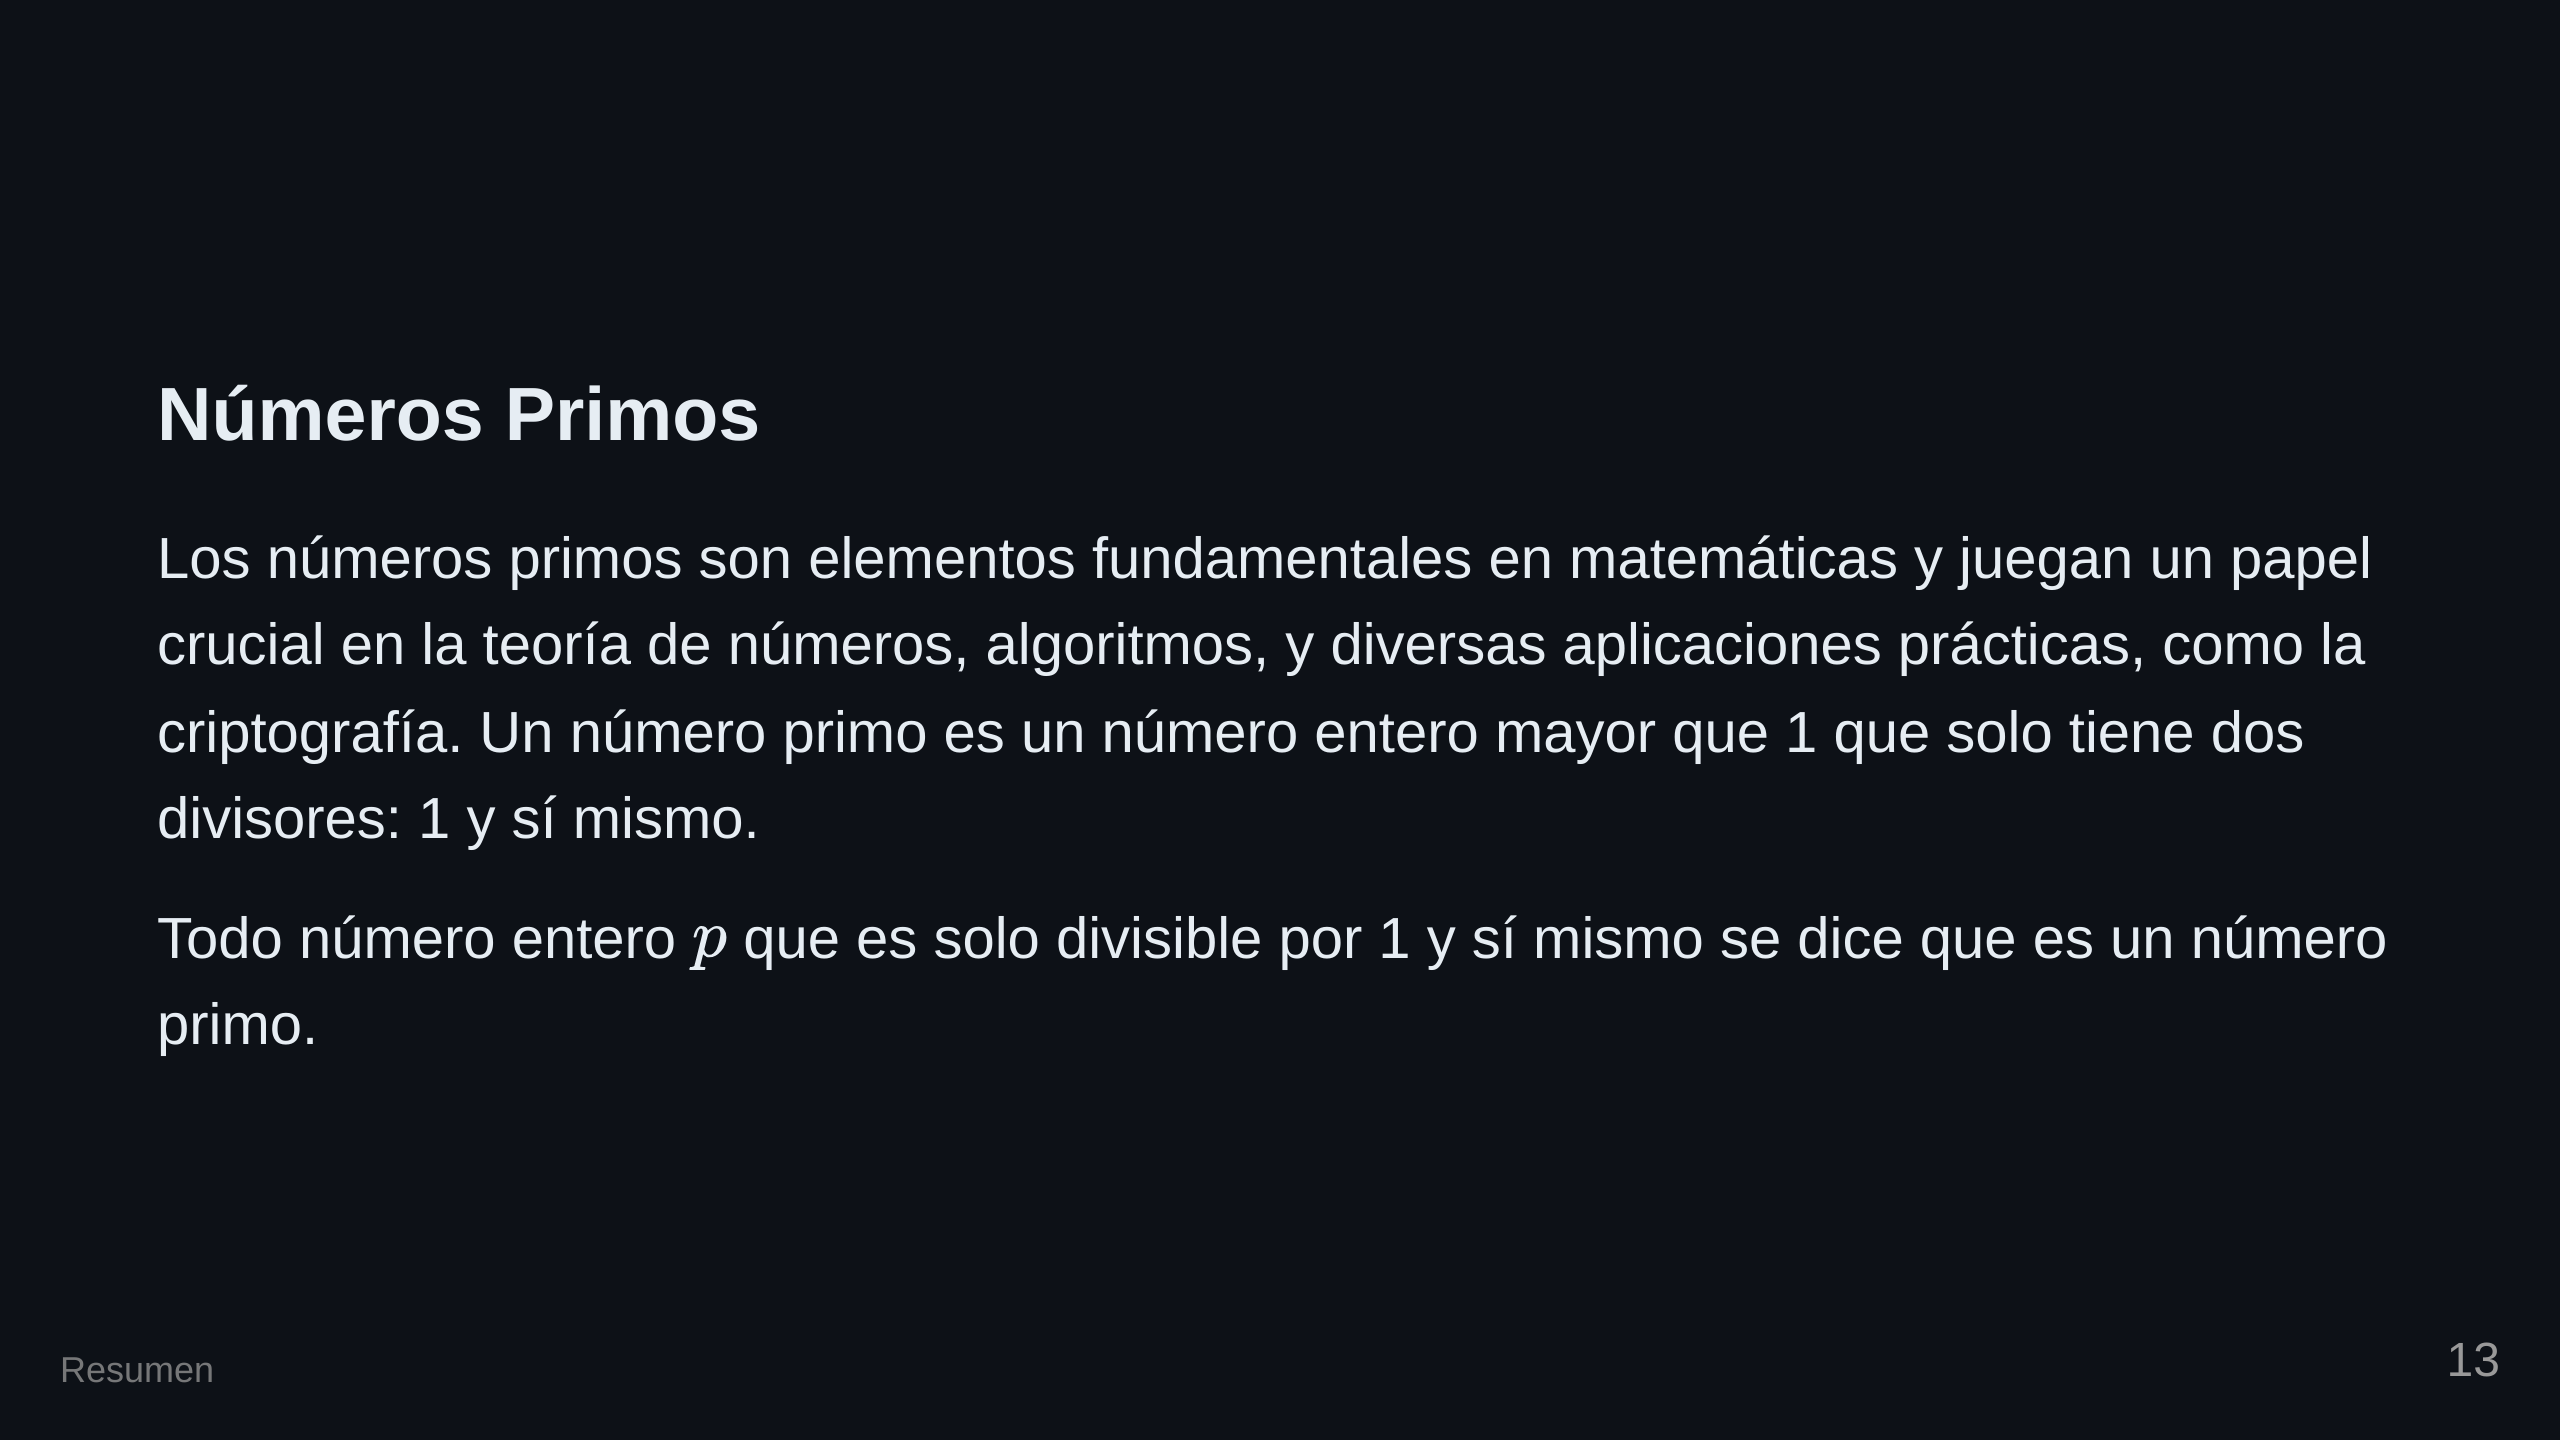 Números Primos
Los números primos son elementos fundamentales en matemáticas y juegan un papel
crucial en la teoría de números, algoritmos, y diversas aplicaciones prácticas, como la
criptografía. Un número primo es un número entero mayor que 1 que solo tiene dos
divisores: 1 y sí mismo.
Todo número entero p que es solo divisible por 1 y sí mismo se dice que es un número
primo.
Resumen
13